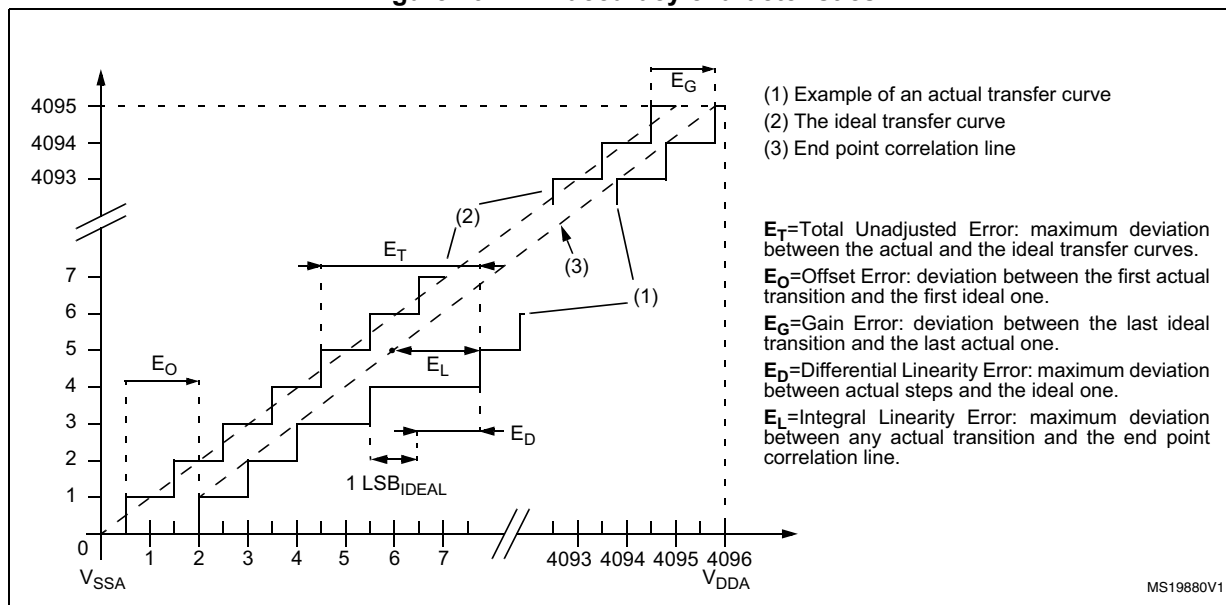 4095
4094
4093
7
6
5
4
3
2
1
0
E_G
(2)
E_T
(3)
(1)
E_O
E_L
E_D
1 LSB_IDEAL
1 2 3 4 5 6 7 4093 4094 4095 4096
V_SSA
V_DDA
(1) Example of an actual transfer curve
(2) The ideal transfer curve
(3) End point correlation line
E_T=Total Unadjusted Error: maximum deviation
between the actual and the ideal transfer curves.
E_O=Offset Error: deviation between the first actual
transition and the first ideal one.
E_G=Gain Error: deviation between the last ideal
transition and the last actual one.
E_D=Differential Linearity Error: maximum deviation
between actual steps and the ideal one.
E_L=Integral Linearity Error: maximum deviation
between any actual transition and the end point
correlation line.
MS19880V1